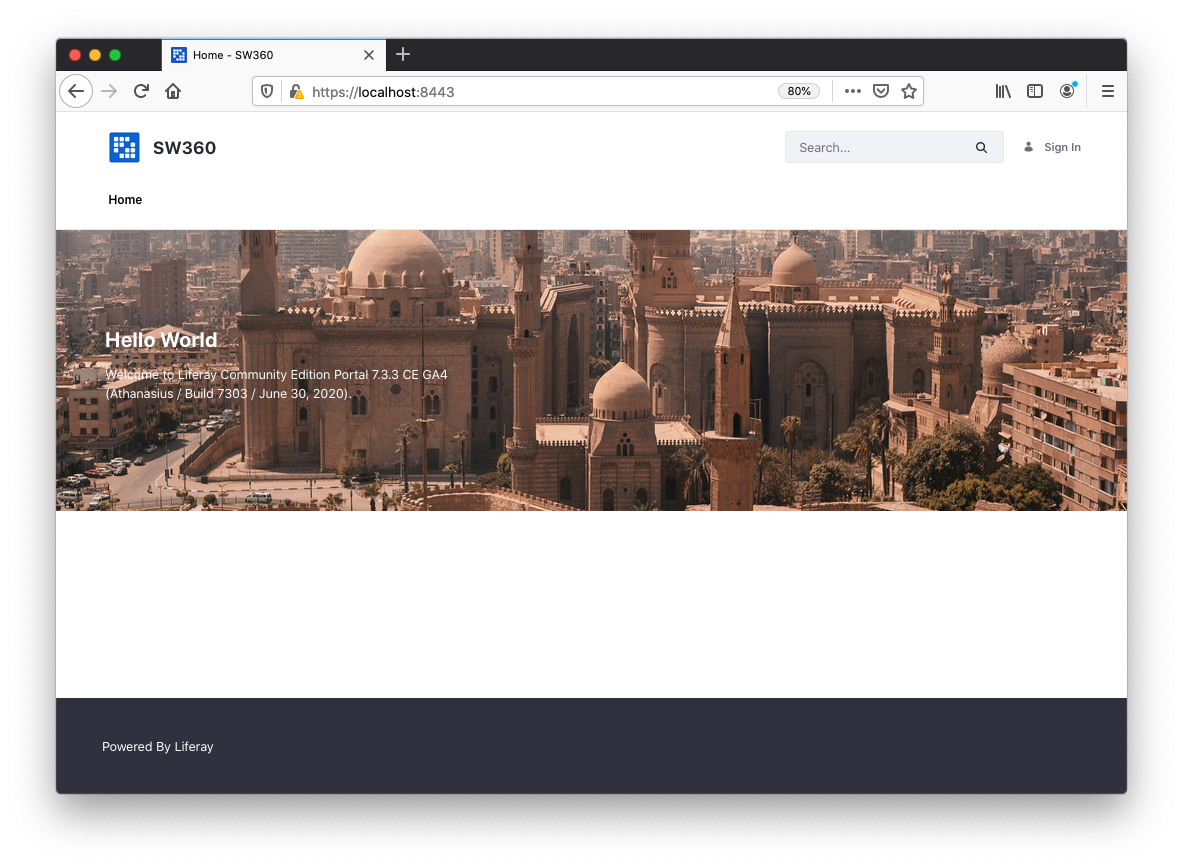 Home - SW360
https://localhost:8443
80%
SW360
Search...
Sign In
Home
Hello World
Welcome to Liferay Community Edition Portal 7.3.3 CE GA4
(Athanasius / Build 7303 / June 30, 2020).
Powered By Liferay